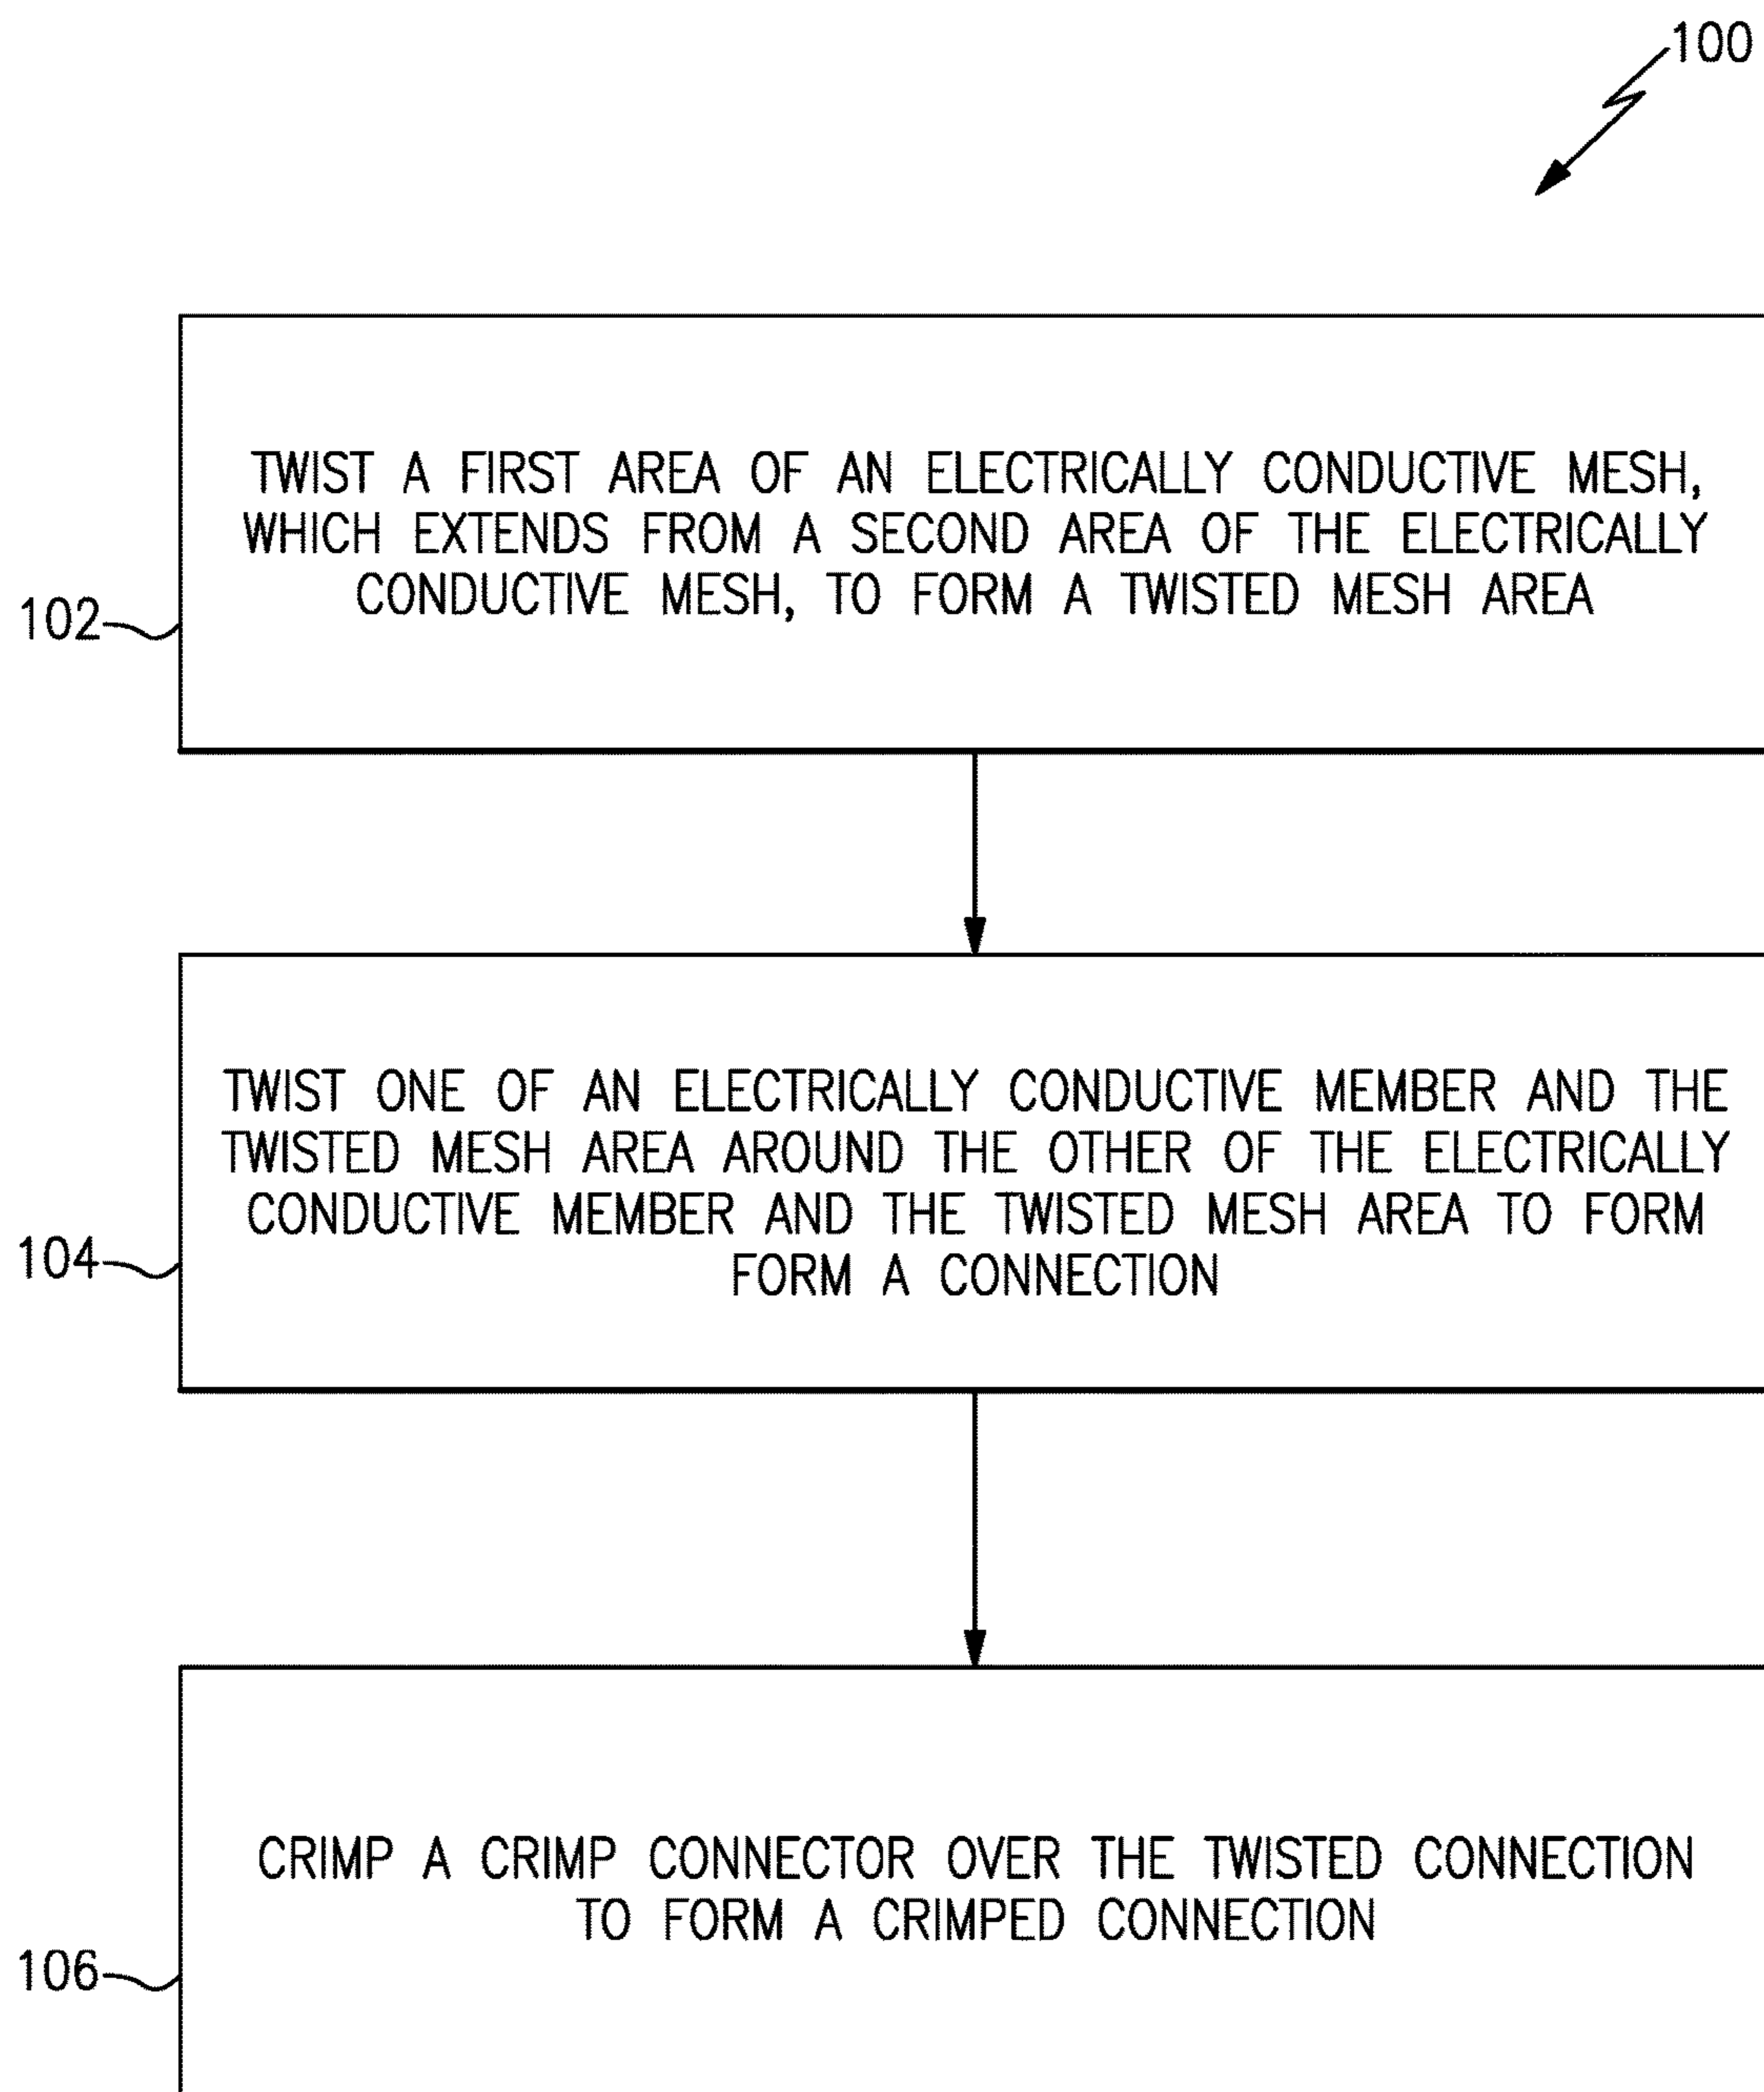 100
TWIST A FIRST AREA OF AN ELECTRICALLY CONDUCTIVE MESH,
WHICH EXTENDS FROM A SECOND AREA OF THE ELECTRICALLY
CONDUCTIVE MESH, TO FORM A TWISTED MESH AREA
102
TWIST ONE OF AN ELECTRICALLY CONDUCTIVE MEMBER AND THE
TWISTED MESH AREA AROUND THE OTHER OF THE ELECTRICALLY
CONDUCTIVE MEMBER AND THE TWISTED MESH AREA TO FORM
FORM A CONNECTION
104
CRIMP A CRIMP CONNECTOR OVER THE TWISTED CONNECTION
TO FORM A CRIMPED CONNECTION
106